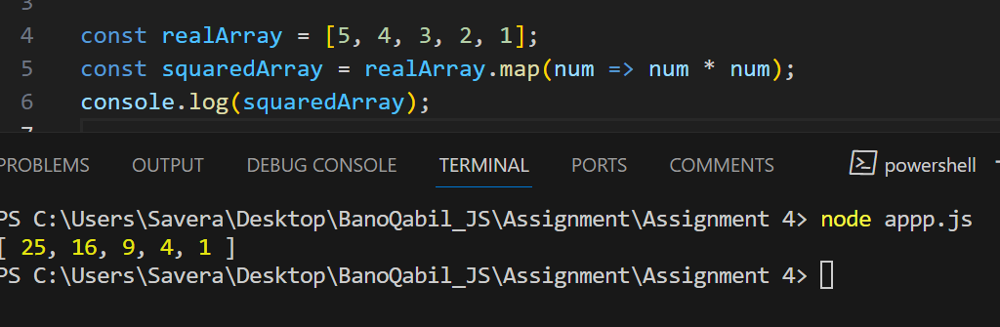 3
4 const realArray = [5, 4, 3, 2, 1];
5 const squaredArray = realArray.map(num => num * num);
6 console.log(squaredArray);
7
PROBLEMS OUTPUT DEBUG CONSOLE TERMINAL PORTS COMMENTS powershell
PS C:\Users\Savera\Desktop\BanoQabil_JS\Assignment\Assignment 4> node appp.js
[ 25, 16, 9, 4, 1 ]
PS C:\Users\Savera\Desktop\BanoQabil_JS\Assignment\Assignment 4>